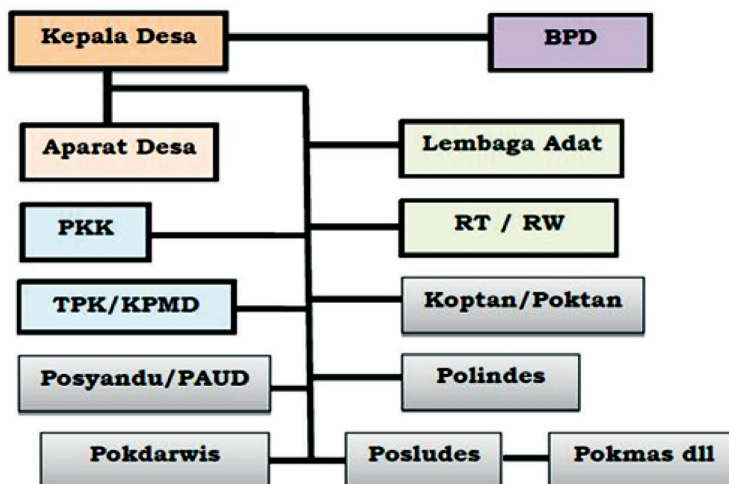 Kepala Desa
BPD
Aparat Desa
Lembaga Adat
PKK
RT / RW
TPK/KPMD
Koptan/Poktan
Posyandu/PAUD
Polindes
Pokdarwis
Posludes
Pokmas dll